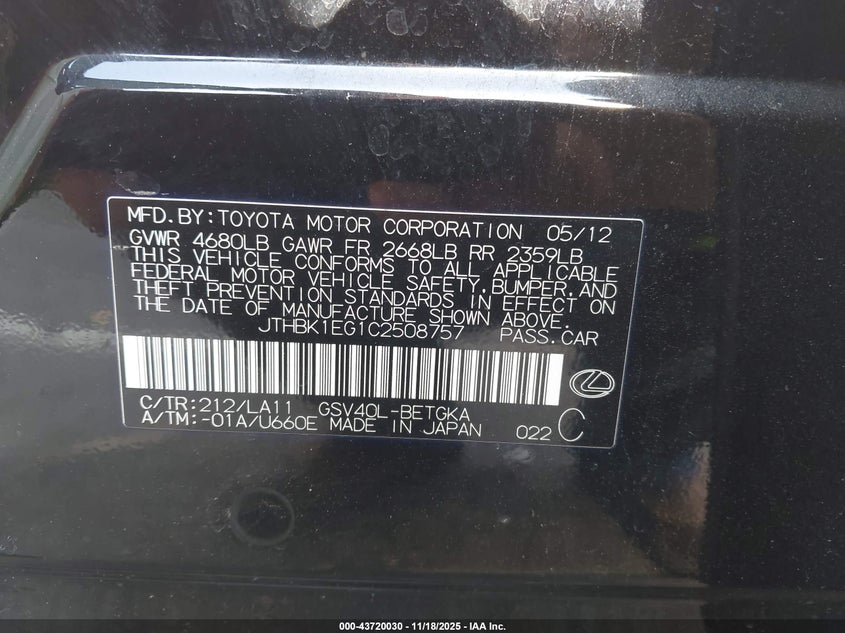 MFD.BY:TOYOTA MOTOR CORPORATION 05/12
GVWR 4680LB GAWR FR 2668LB RR 2359LB
THIS VEHICLE CONFORMS TO ALL APPLICABLE
FEDERAL MOTOR VEHICLE SAFETY,BUMPER,AND
THEFT PREVENTION STANDARDS IN EFFECT ON
THE DATE OF MANUFACTURE SHOWN ABOVE.
JTHBK1EG1C2508757 PASS.CAR
C/TR:212/LA11 GSV40L-BETGKA
A/TM:-01A/U660E MADE IN JAPAN 022 C
000-43720030 - 11/18/2025 - IAA Inc.